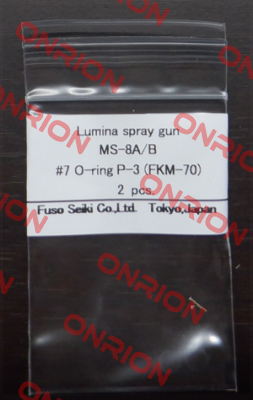 Lumina spray gun
MS-8A/B
#7 O-ring P-3 (FKM-70)
2 pcs.
Fuso Seiki Co.,Ltd. Tokyo,Japan
ONRION
ONRION
ONRION
ONRION
ONRION
ONRION